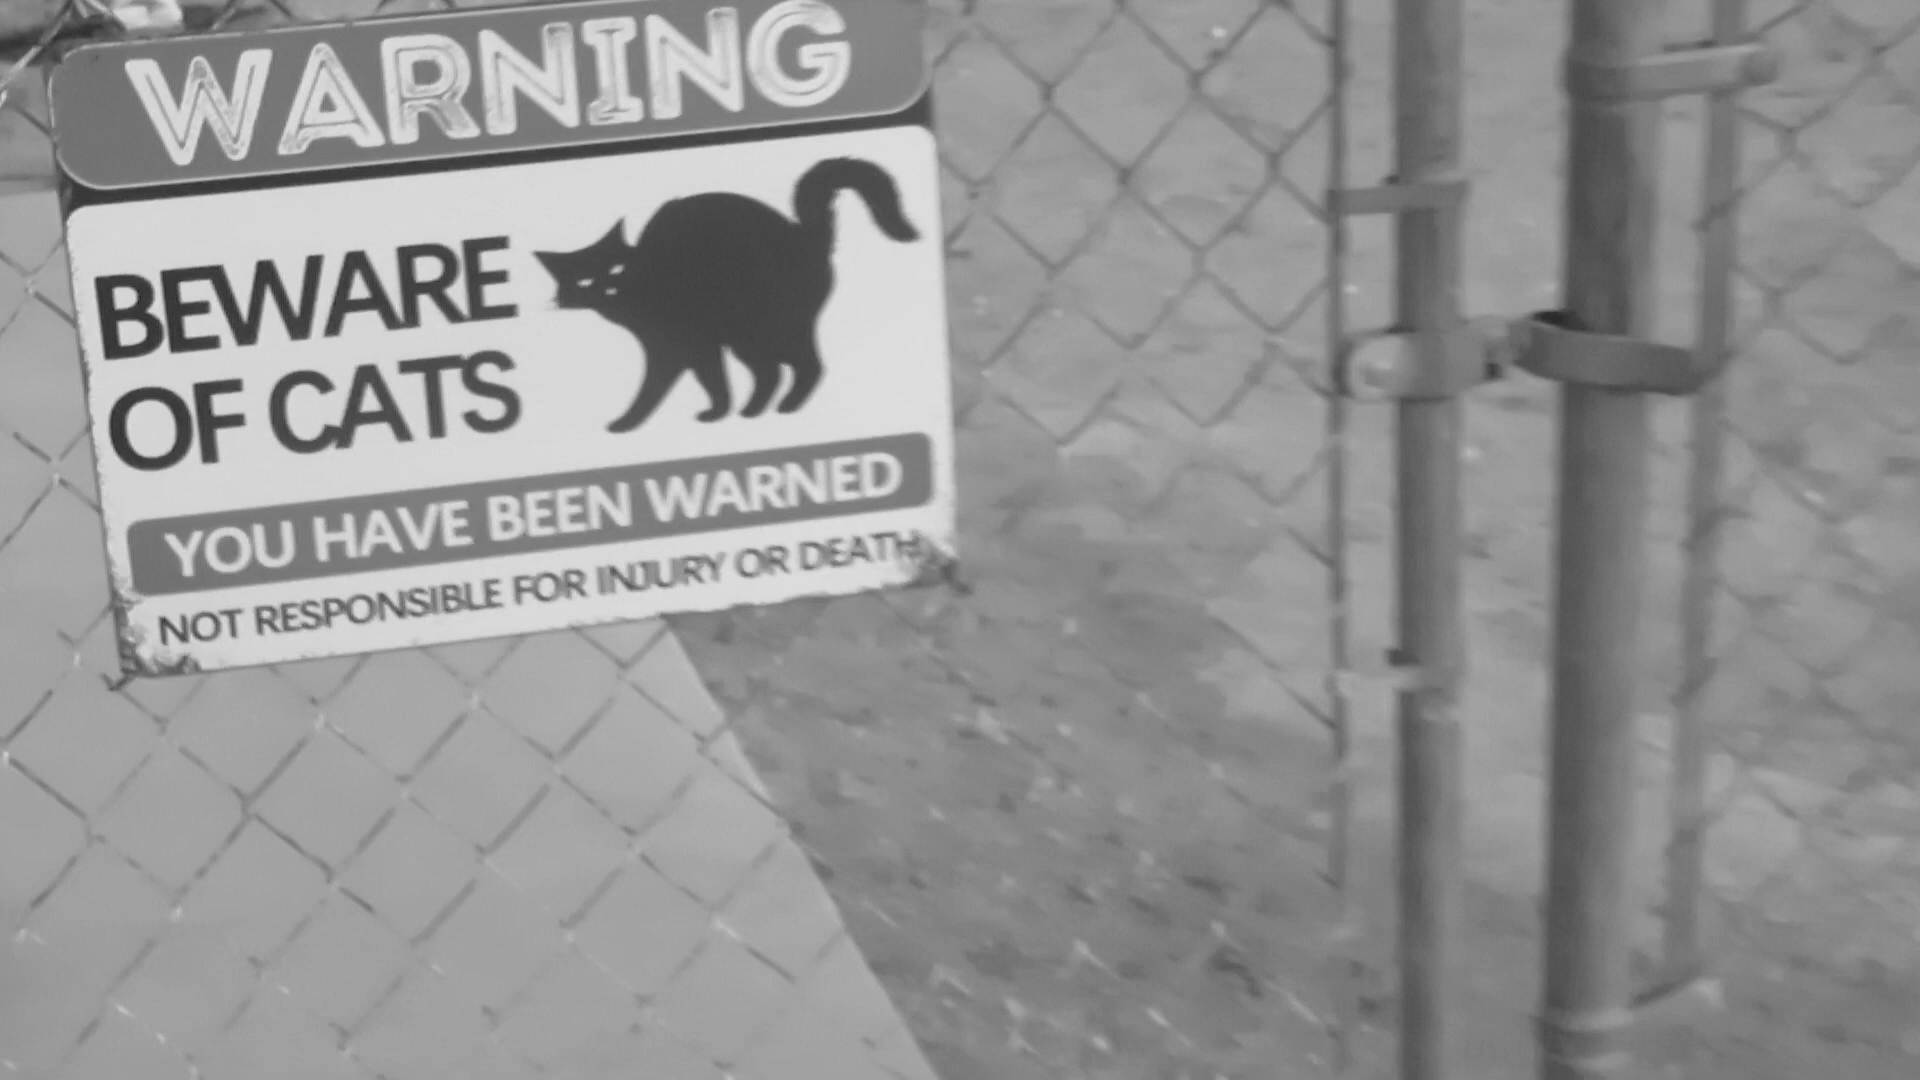 WARNING
BEWARE
OF CATS
YOU HAVE BEEN WARNED
NOT RESPONSIBLE FOR INJURY OR DEATH